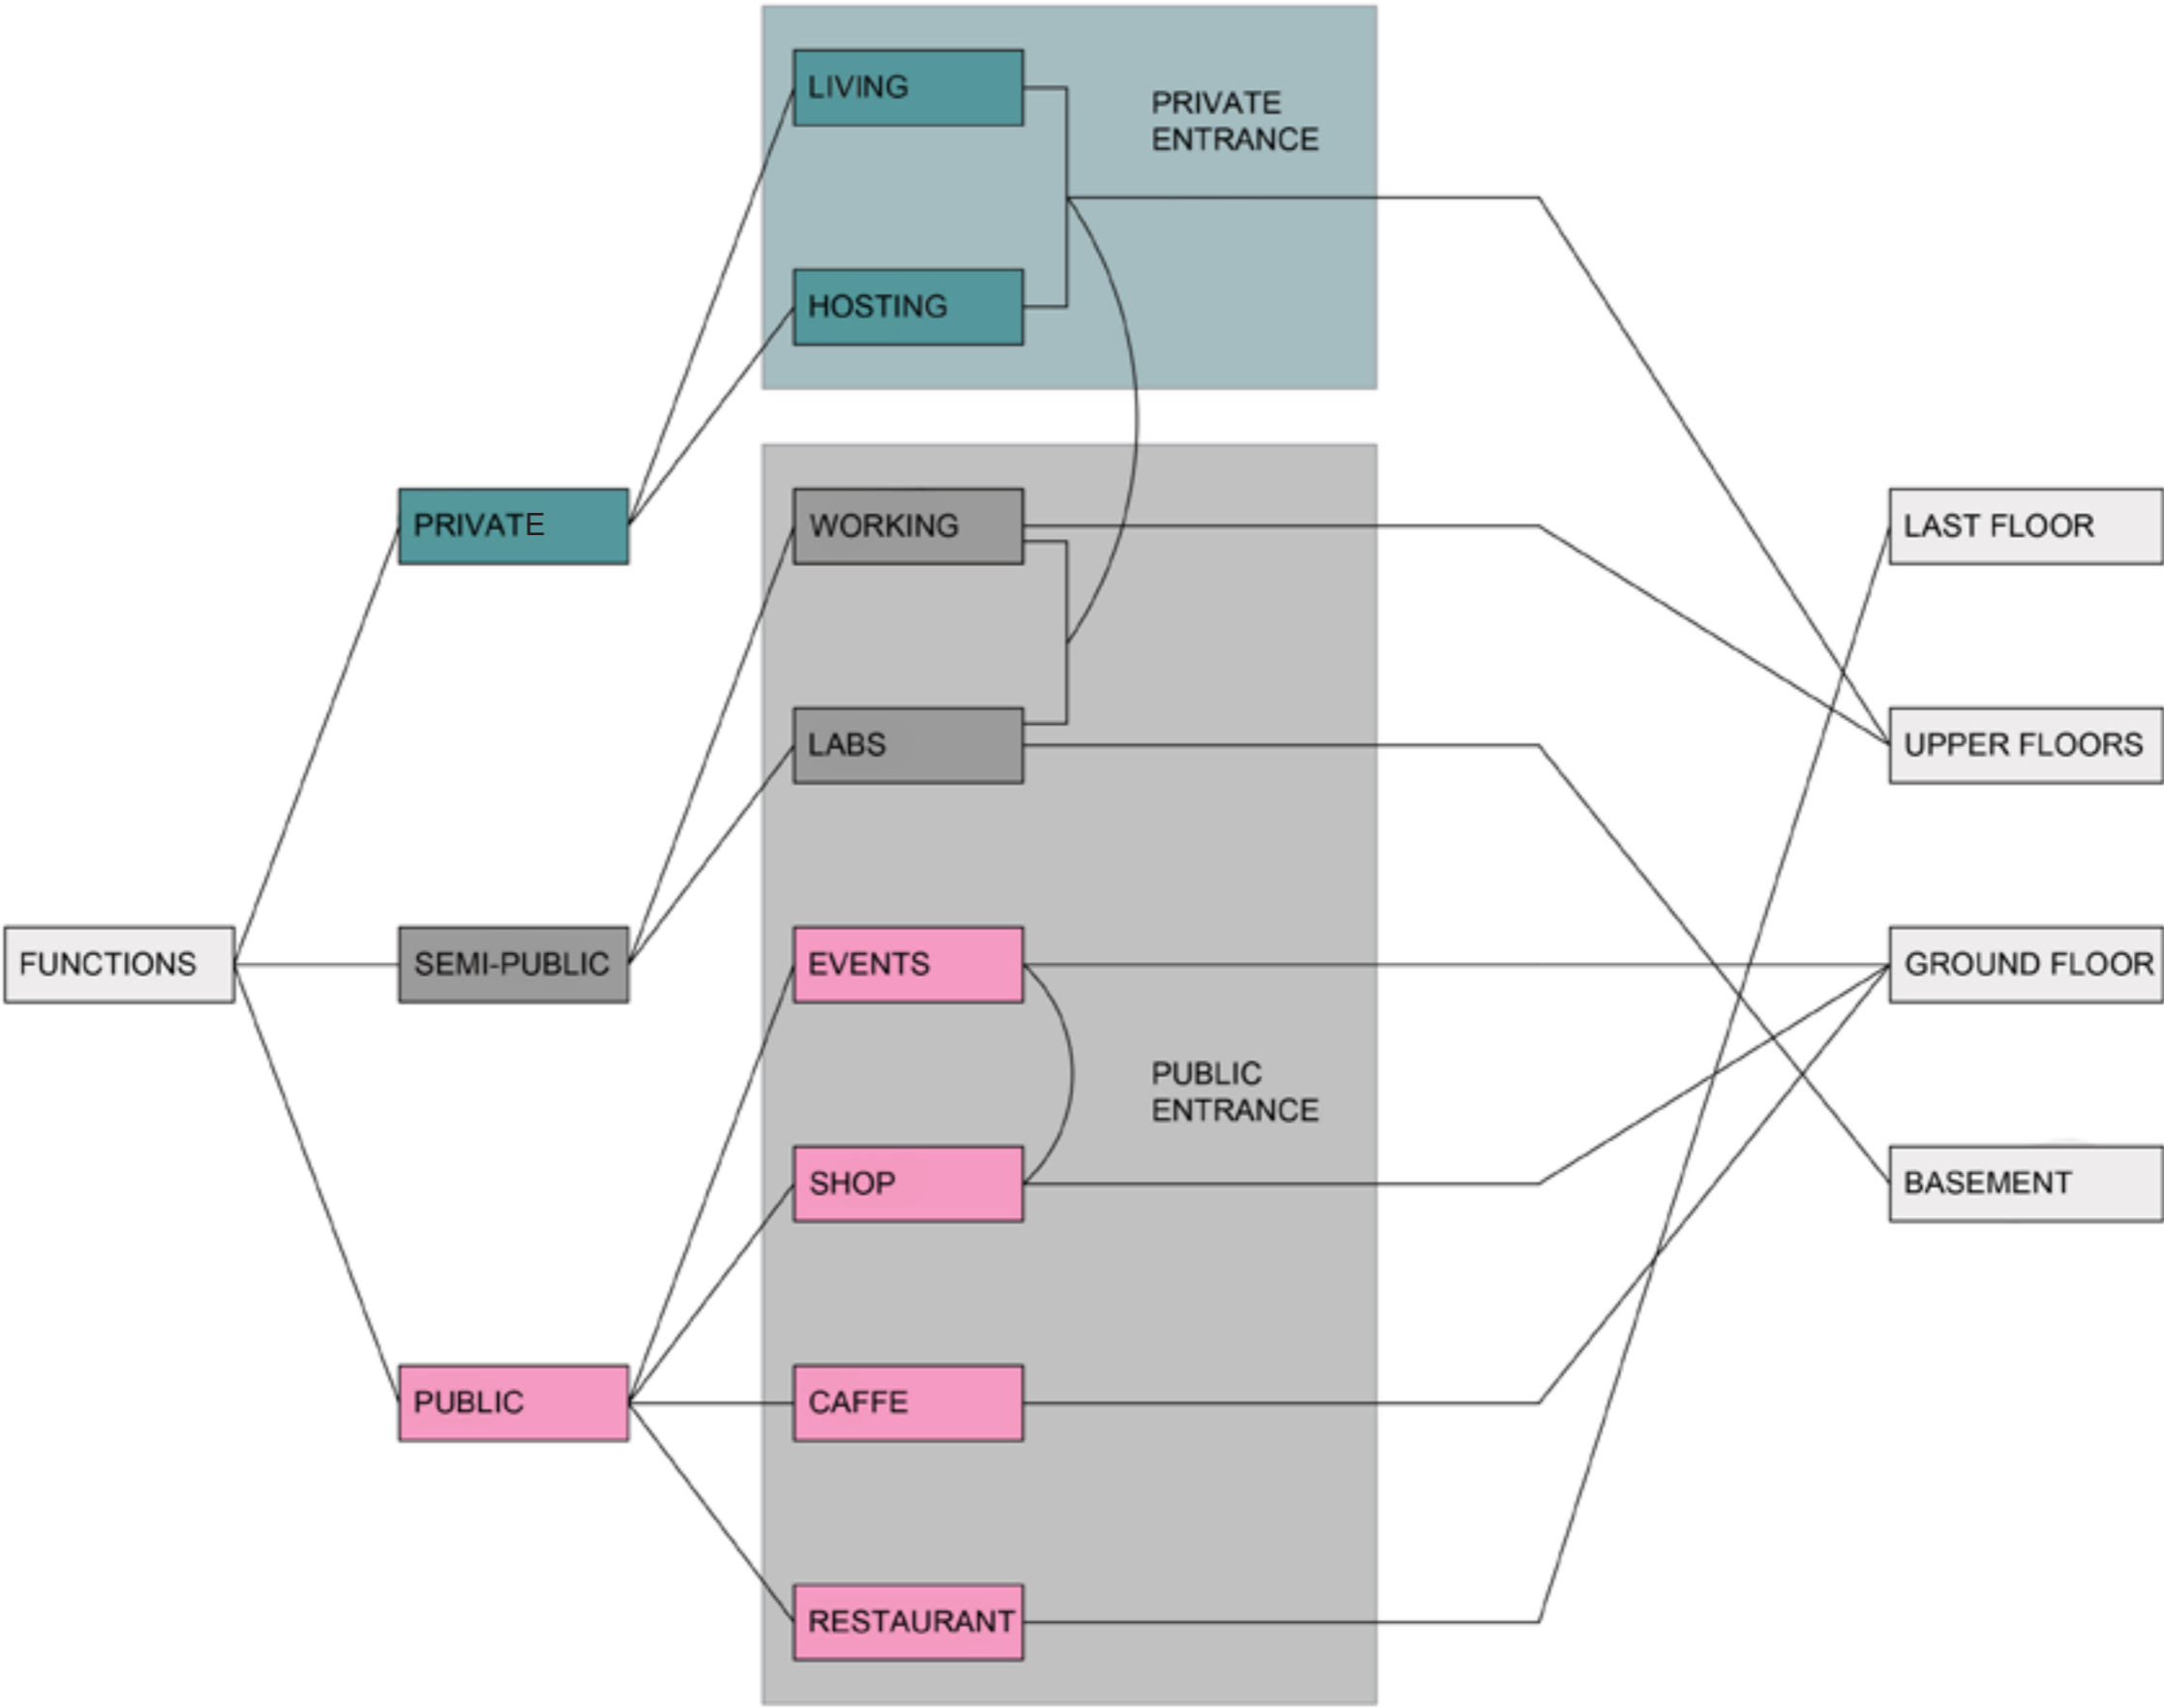 LIVING
PRIVATE
ENTRANCE
HOSTING
PRIVATE
WORKING
LAST FLOOR
LABS
UPPER FLOORS
FUNCTIONS
SEMI-PUBLIC
EVENTS
GROUND FLOOR
PUBLIC
ENTRANCE
SHOP
BASEMENT
PUBLIC
CAFFE
RESTAURANT